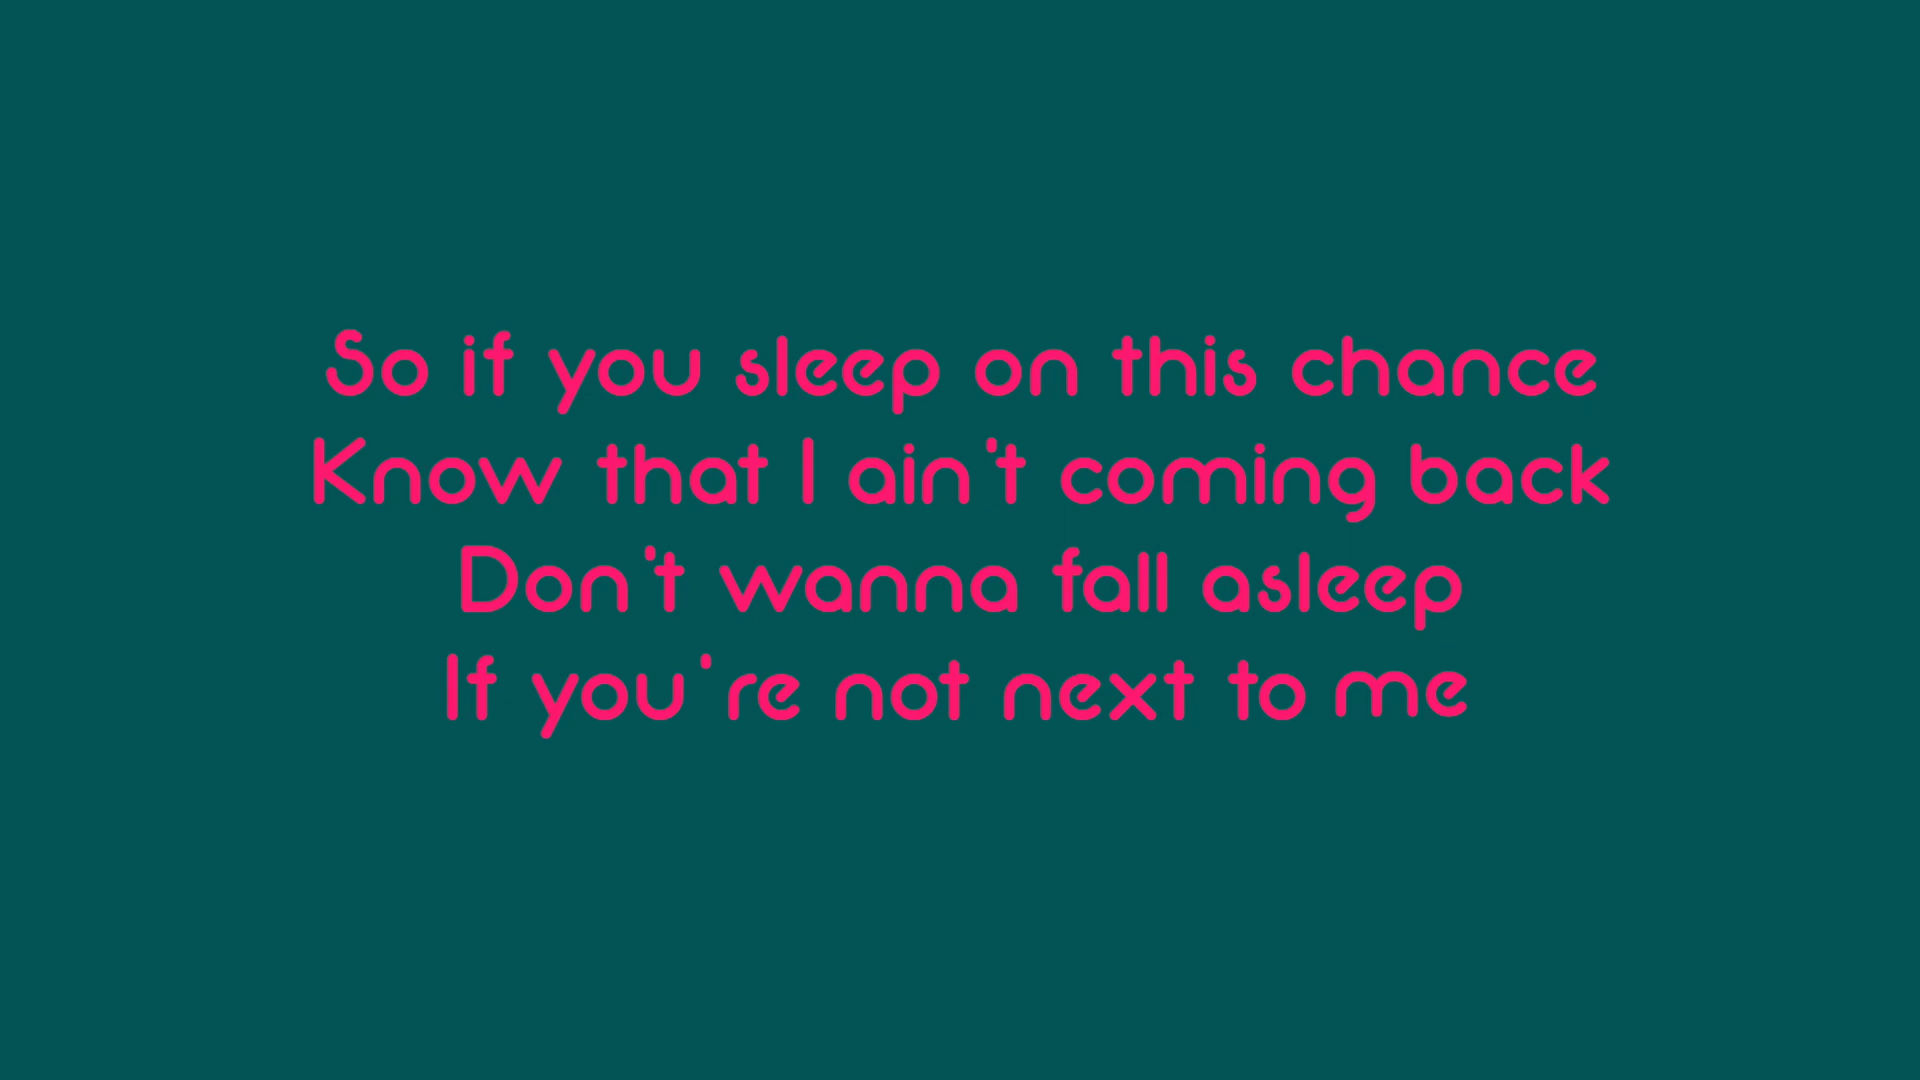 So if you sleep on this chance
Know that I ain't coming back
Don't wanna fall asleep
If you're not next to me